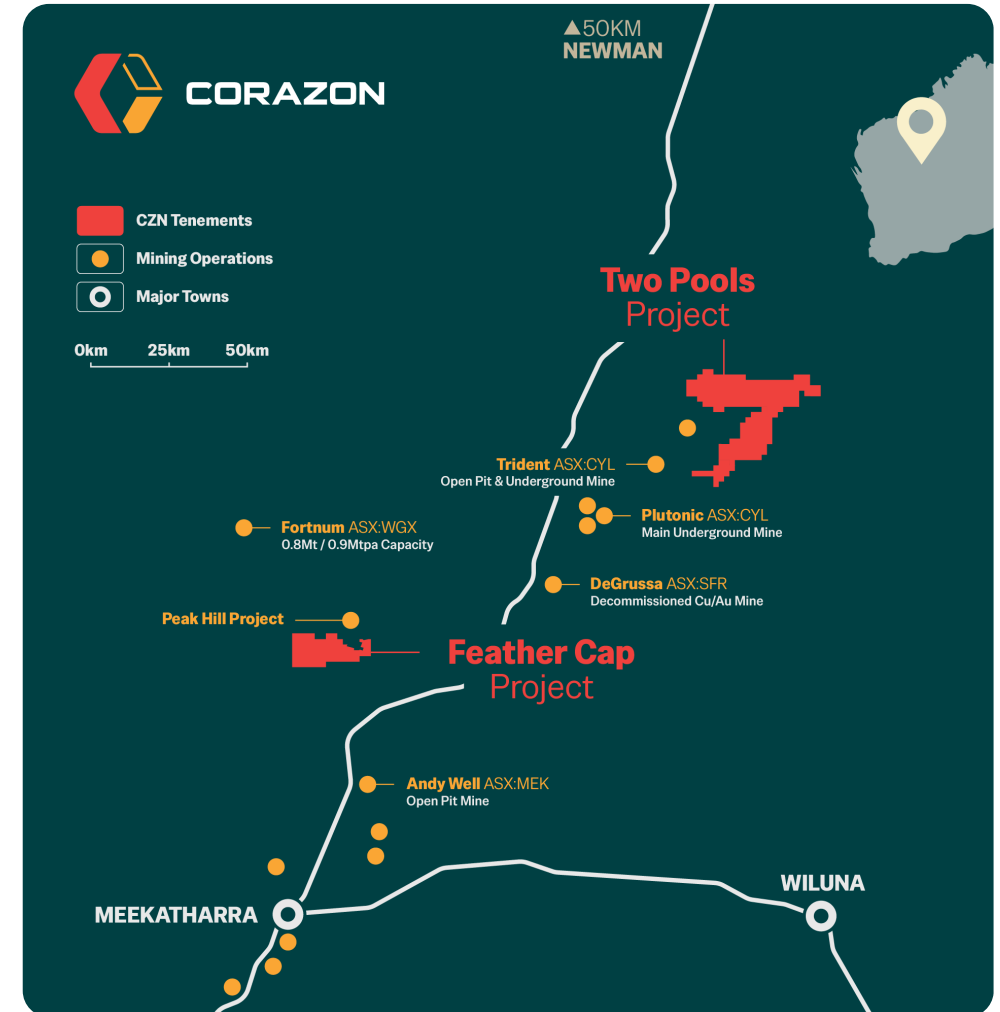 ▲50KM
NEWMAN
CORAZON
CZN Tenements
Mining Operations
Major Towns
0km 25km 50km
Two Pools
Project
Trident ASX:CYL
Open Pit & Underground Mine
Plutonic ASX:CYL
Main Underground Mine
Fortnum ASX:WGX
0.8Mt / 0.9Mtpa Capacity
DeGrussa ASX:SFR
Decommissioned Cu/Au Mine
Peak Hill Project
Feather Cap
Project
Andy Well ASX:MEK
Open Pit Mine
WILUNA
MEEKATHARRA